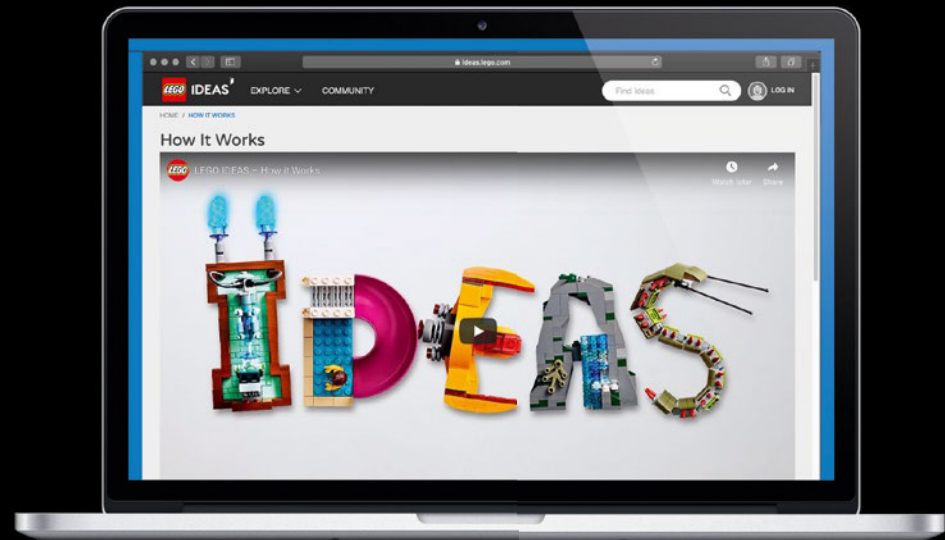 ideas.lego.com
LEGO IDEAS EXPLORE COMMUNITY Find Ideas LOG IN
HOME / HOW IT WORKS
How It Works
LEGO LEGO IDEAS – How it Works
Watch later Share
IDEAS